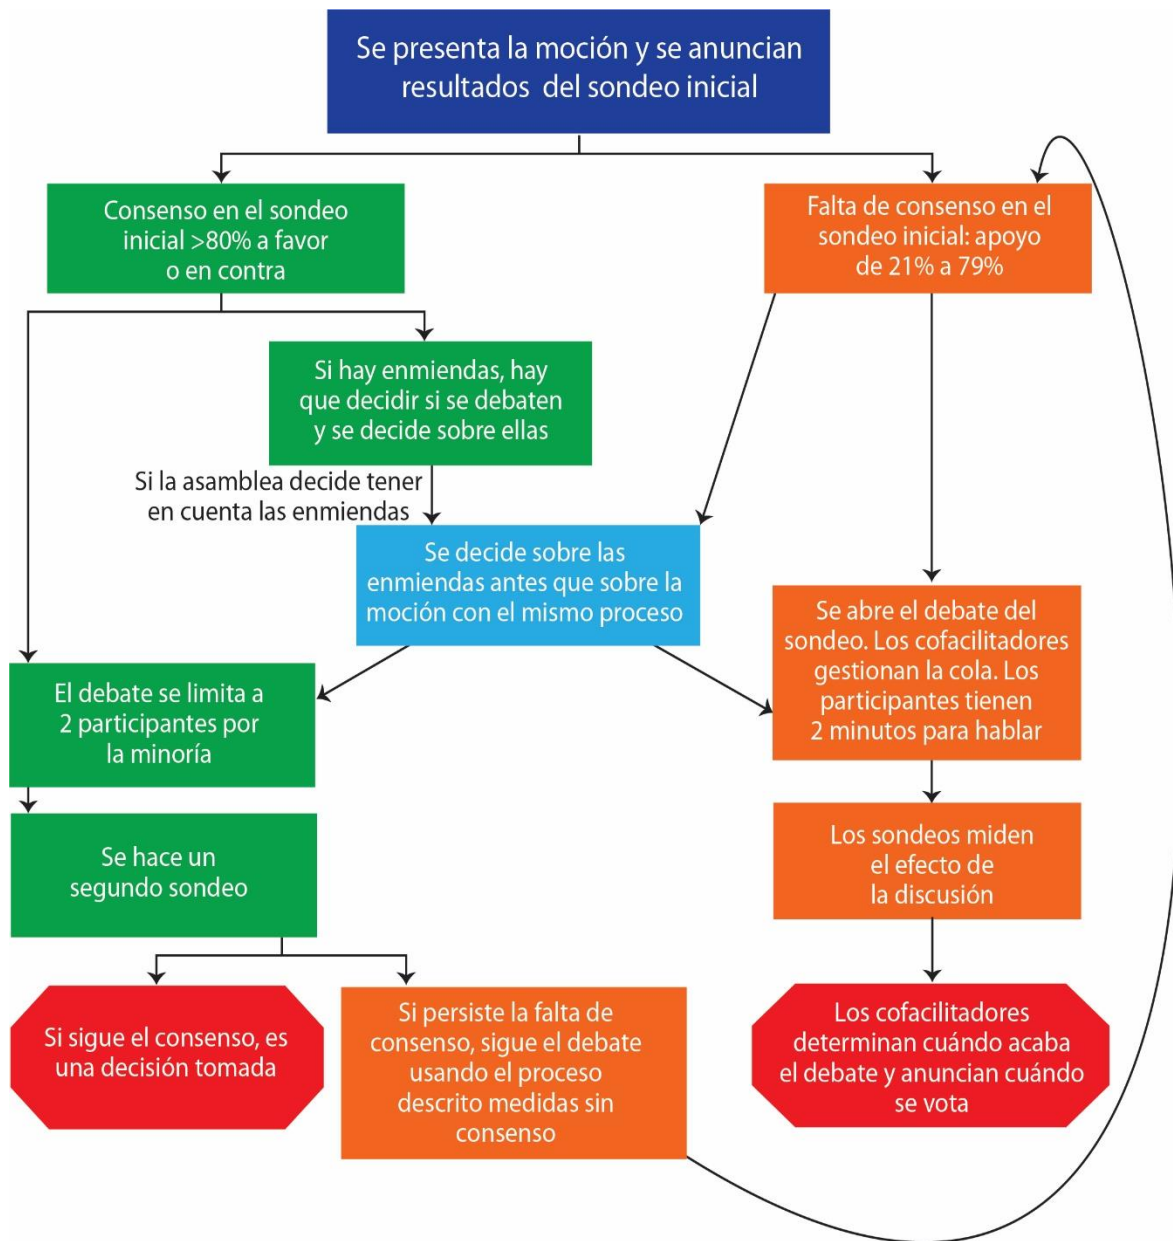 Se presenta la moción y se anuncian
resultados del sondeo inicial
Consenso en el sondeo
inicial >80% a favor
o en contra
Falta de consenso en el
sondeo inicial: apoyo
de 21% a 79%
Si hay enmiendas, hay
que decidir si se debaten
y se decide sobre ellas
Si la asamblea decide tener
en cuenta las enmiendas
Se decide sobre las
enmiendas antes que sobre la
moción con el mismo proceso
Se abre el debate del
sondeo. Los cofacilitadores
gestionan la cola. Los
participantes tienen
2 minutos para hablar
El debate se limita a
2 participantes por
la minoría
Se hace un
segundo sondeo
Los sondeos miden
el efecto de
la discusión
Si sigue el consenso, es
una decisión tomada
Si persiste la falta de
consenso, sigue el debate
usando el proceso
descrito medidas sin
consenso
Los cofacilitadores
determinan cuándo acaba
el debate y anuncian cuándo
se vota